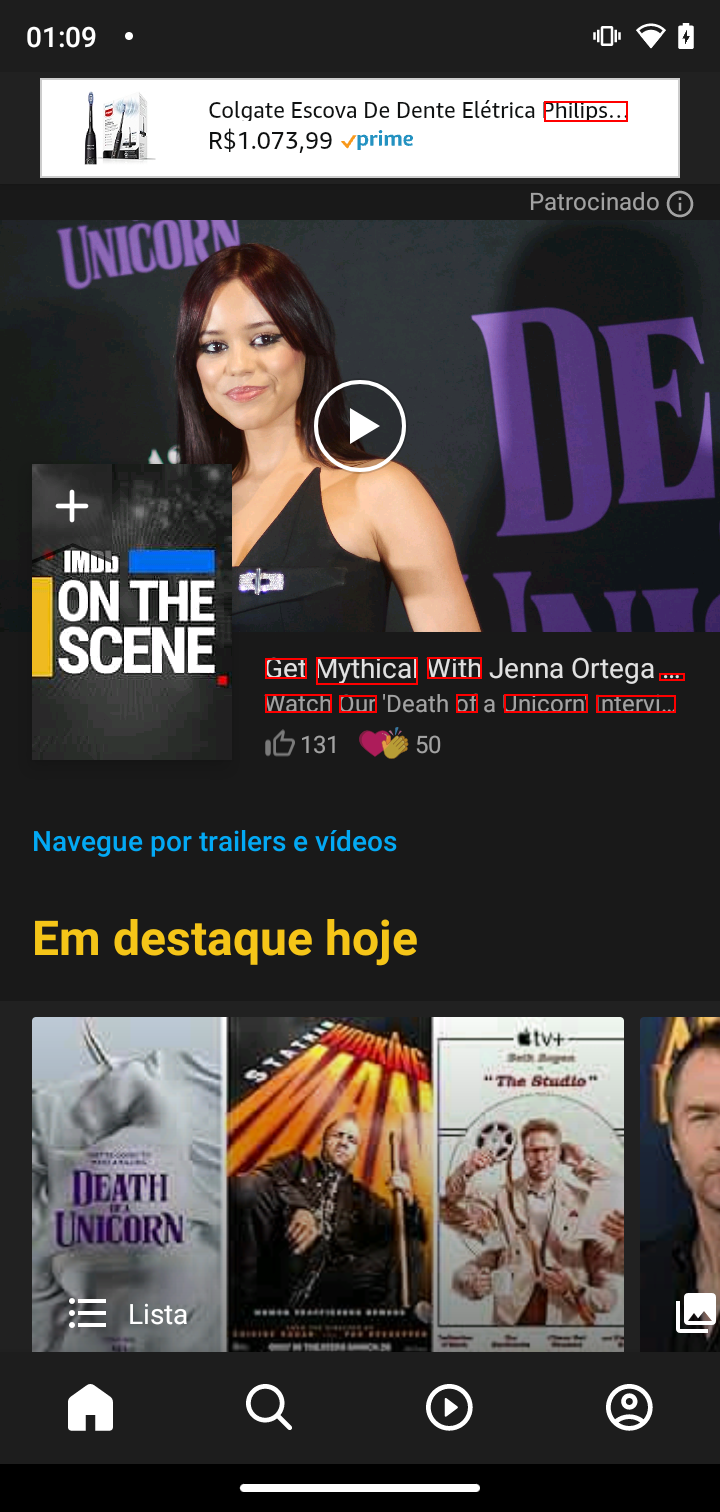 01:09
Colgate Escova De Dente Elétrica Philips...
R$1.073,99 prime
Patrocinado
UNICORN
DE
UNIC
IMDb
ON THE
SCENE
Get Mythical With Jenna Ortega ...
Watch Our 'Death of a Unicorn' Intervi...
131 50
Navegue por trailers e vídeos
Em destaque hoje
STATHAM
WORKING
MAN
tv+
Seth Rogen
"The Studio"
DEATH
OF A
UNICORN
Lista